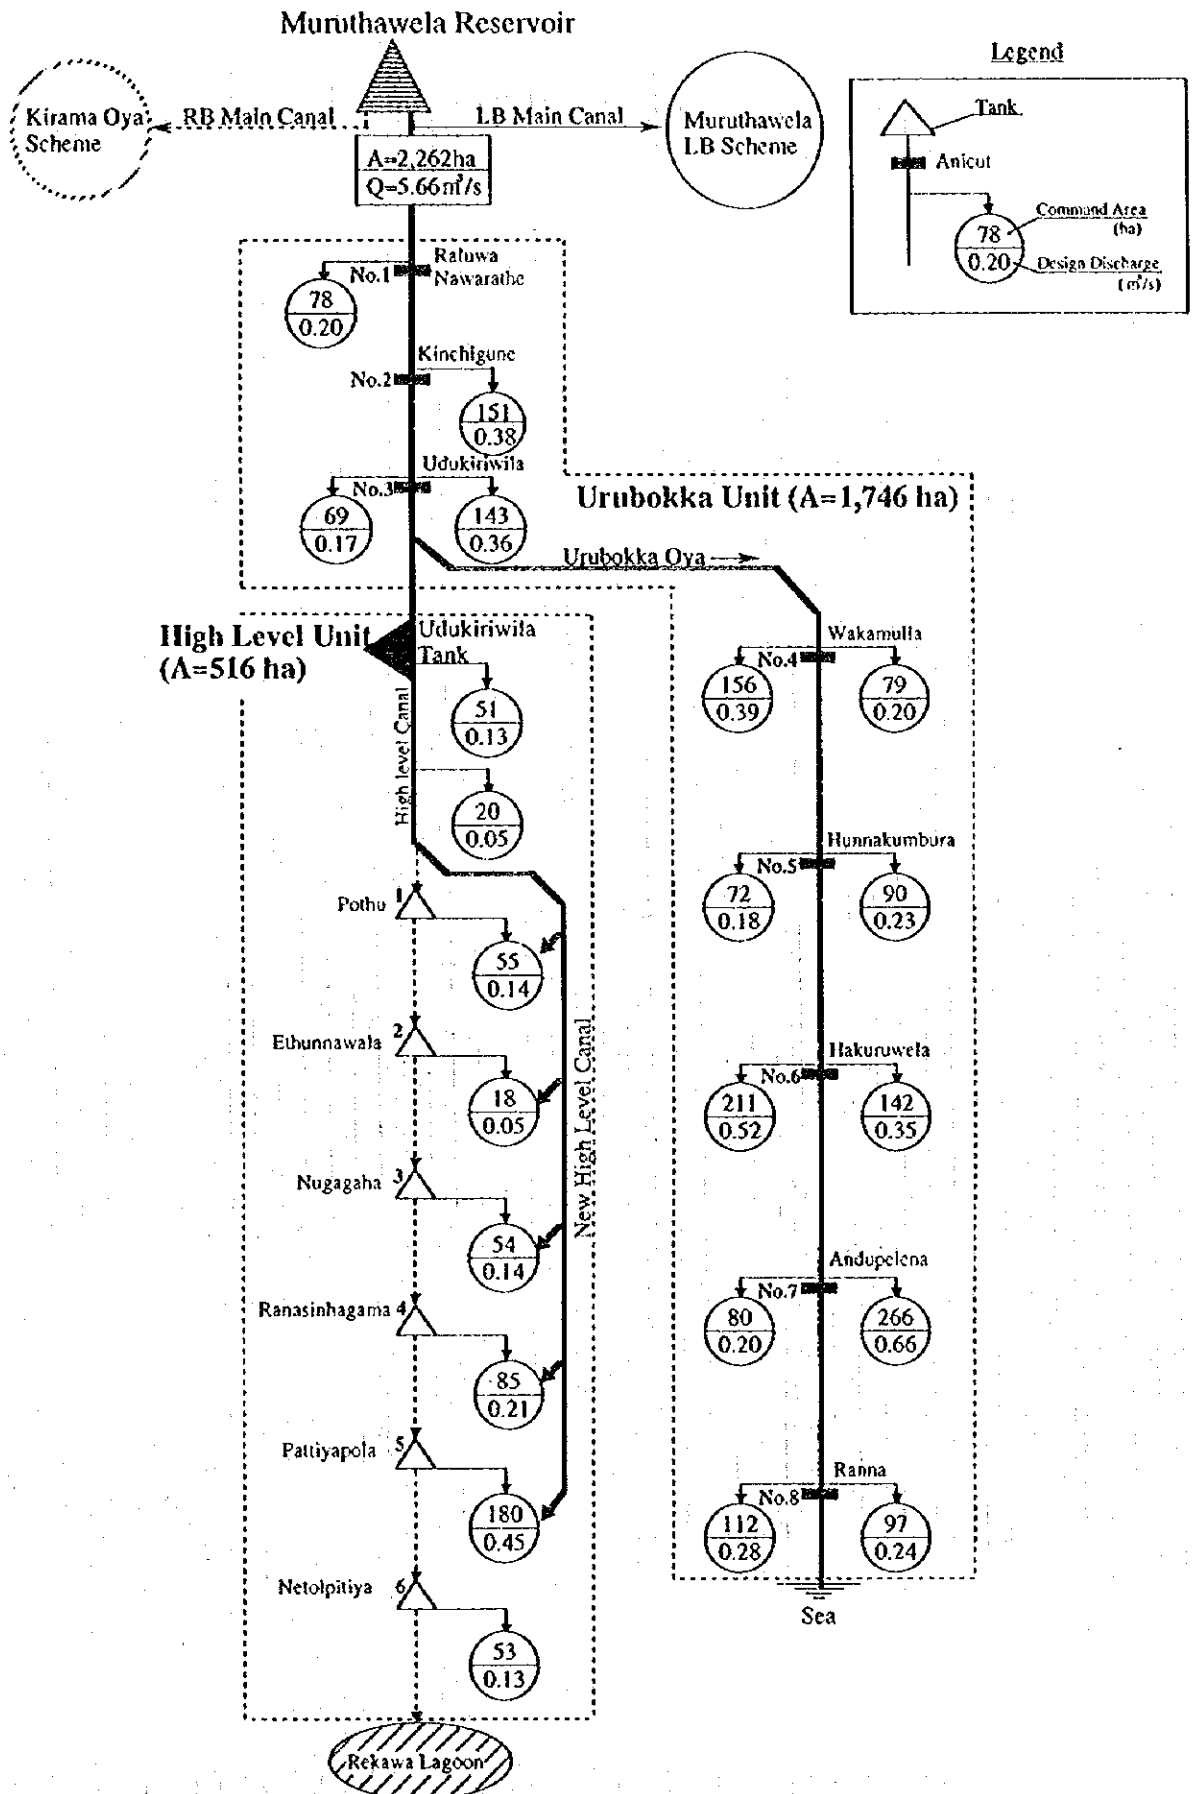 Muruthawela Reservoir
Legend
Kirama Oya
Scheme
RB Main Canal
LB Main Canal
Muruthawela
LB Scheme
A=2,262ha
Q=5.66m³/s
Tank
Anicut
78
0.20
Command Area
(ha)
Design Discharge
(m³/s)
No.1
Raluwa
Nawarathe
78
0.20
Kinchigune
No.2
151
0.38
Udukiriwila
No.3
69
0.17
143
0.36
Urubokka Unit (A=1,746 ha)
Urubokka Oya
High Level Unit
(A=516 ha)
Udukiriwila
Tank
51
0.13
High level Canal
20
0.05
Pothu
1
55
0.14
Ethunnawala
2
18
0.05
New High Level Canal
Nugagaha
3
54
0.14
Ranasinhagama
4
85
0.21
Pattiyapola
5
180
0.45
Netolpitiya
6
53
0.13
Rekawa Lagoon
Wakamulla
No.4
156
0.39
79
0.20
Hunnakumbura
No.5
72
0.18
90
0.23
Hakuruwela
No.6
211
0.52
142
0.35
Andupelena
No.7
80
0.20
266
0.66
Ranna
No.8
112
0.28
97
0.24
Sea